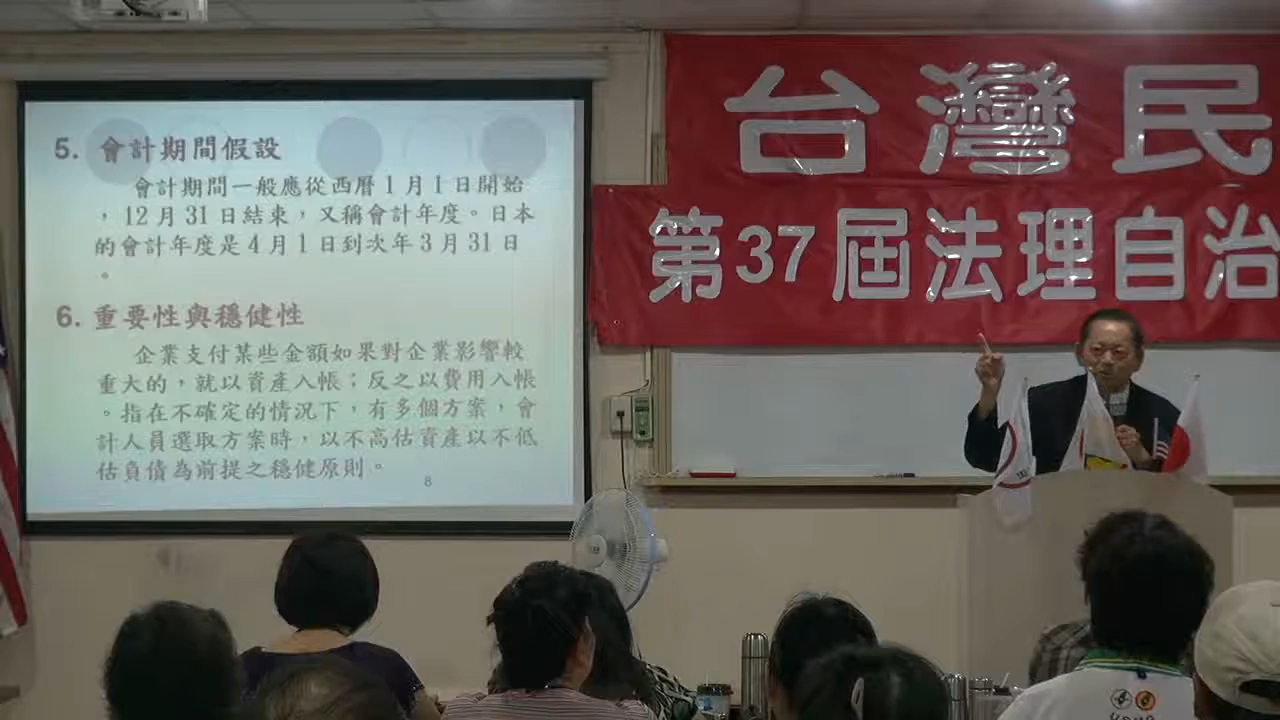 5. 會計期間假設
會計期間一般應從西曆1月1日開始
，12月31日結束，又稱會計年度。日本
的會計年度是4月1日到次年3月31日
。
6. 重要性與穩健性
企業支付某些金額如果對企業影響較
重大的，就以資產入帳；反之以費用入帳
。指在不確定的情況下，有多個方案，會
計人員選取方案時，以不高估資產以不低
估負債為前提之穩健原則。
8
台灣民
第37屆法理自治